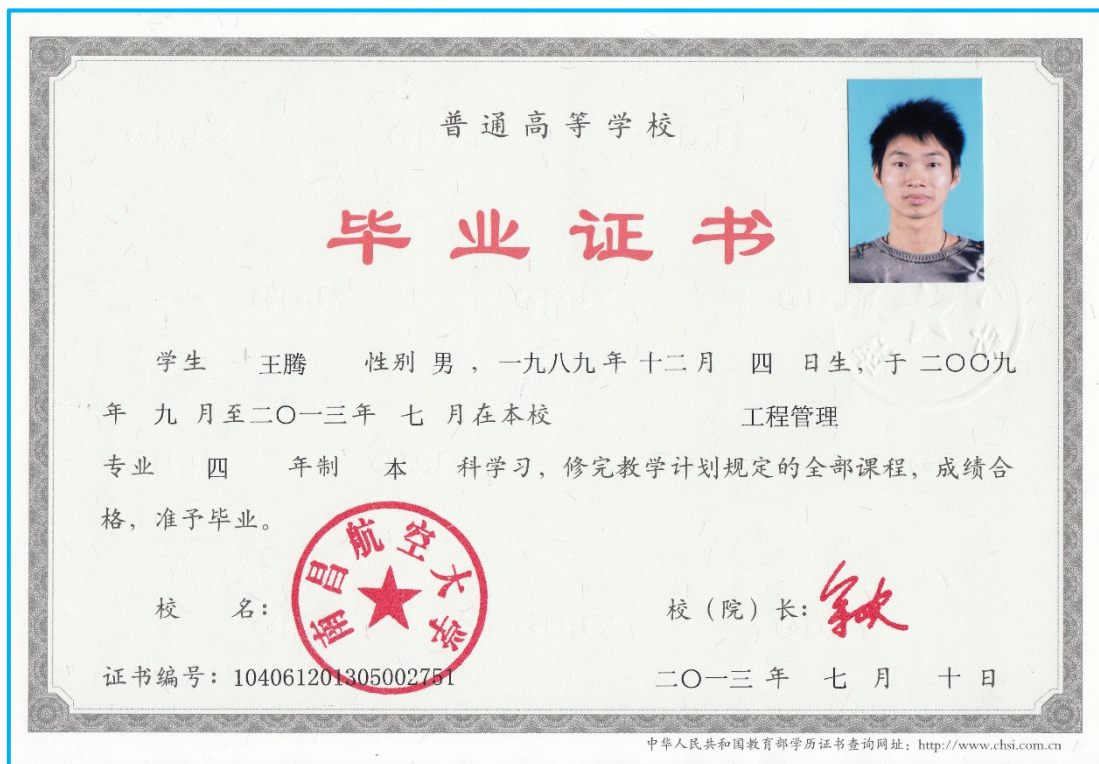 普通高等学校
毕业证书
学生 王腾 性别 男 ，一九八九年 十二月 四 日生，于 二〇〇九
年 九 月至二〇一三年 七 月在本校 工程管理
专业 四 年制 本 科学习，修完教学计划规定的全部课程，成绩合
格，准予毕业。
南昌航空大学
校 名：
校（院）长：
证书编号：104061201305002751
二〇一三 年 七 月 十 日
中华人民共和国教育部学历证书查询网址：http://www.chsi.com.cn